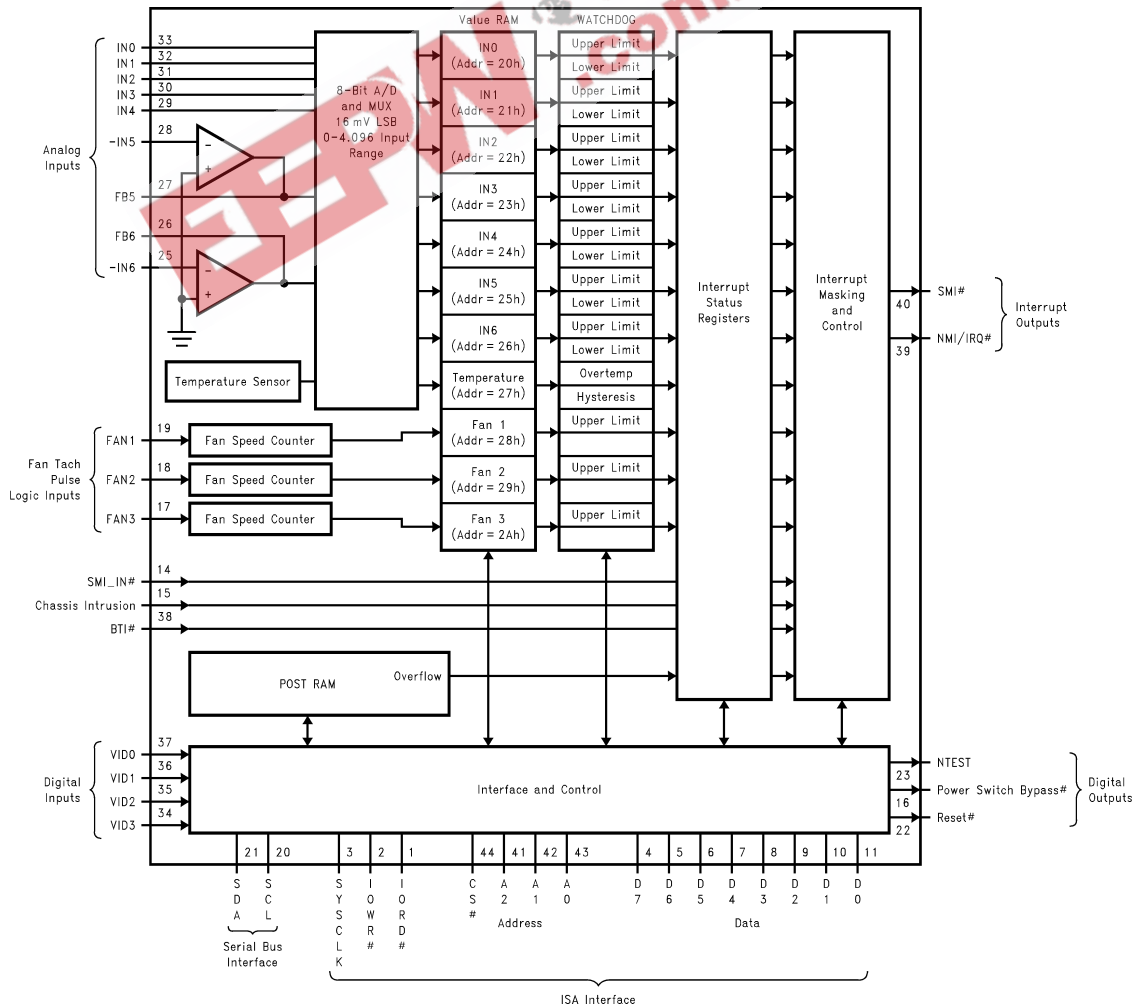 Value RAM
WATCHDOG
EEPW .com
Analog
Inputs
IN0
33
IN1
32
IN2
31
IN3
30
IN4
29
-IN5
28
FB5
27
FB6
26
-IN6
25
-
+
-
+
8-Bit A/D
and MUX
16 mV LSB
0-4.096 Input
Range
Temperature Sensor
IN0
(Addr = 20h)
IN1
(Addr = 21h)
IN2
(Addr = 22h)
IN3
(Addr = 23h)
IN4
(Addr = 24h)
IN5
(Addr = 25h)
IN6
(Addr = 26h)
Temperature
(Addr = 27h)
Fan 1
(Addr = 28h)
Fan 2
(Addr = 29h)
Fan 3
(Addr = 2Ah)
Upper Limit
Lower Limit
Upper Limit
Lower Limit
Upper Limit
Lower Limit
Upper Limit
Lower Limit
Upper Limit
Lower Limit
Upper Limit
Lower Limit
Upper Limit
Lower Limit
Overtemp
Hysteresis
Upper Limit
Upper Limit
Upper Limit
Interrupt
Status
Registers
Interrupt
Masking
and
Control
SMI#
40
NMI/IRQ#
39
Interrupt
Outputs
Fan Tach
Pulse
Logic Inputs
FAN1
19
Fan Speed Counter
FAN2
18
Fan Speed Counter
FAN3
17
Fan Speed Counter
SMI_IN#
14
Chassis Intrusion
15
BTI#
38
POST RAM
Overflow
Digital
Inputs
VID0
37
VID1
36
VID2
35
VID3
34
Interface and Control
NTEST
23
Power Switch Bypass#
16
Reset#
22
Digital
Outputs
21 20 3 2 1 44 41 42 43 4 5 6 7 8 9 10 11
SDA
SCL
SYSCLK
IOWR#
IORD#
CS#
A2
A1
A0
D7
D6
D5
D4
D3
D2
D1
D0
Address
Data
Serial Bus
Interface
ISA Interface